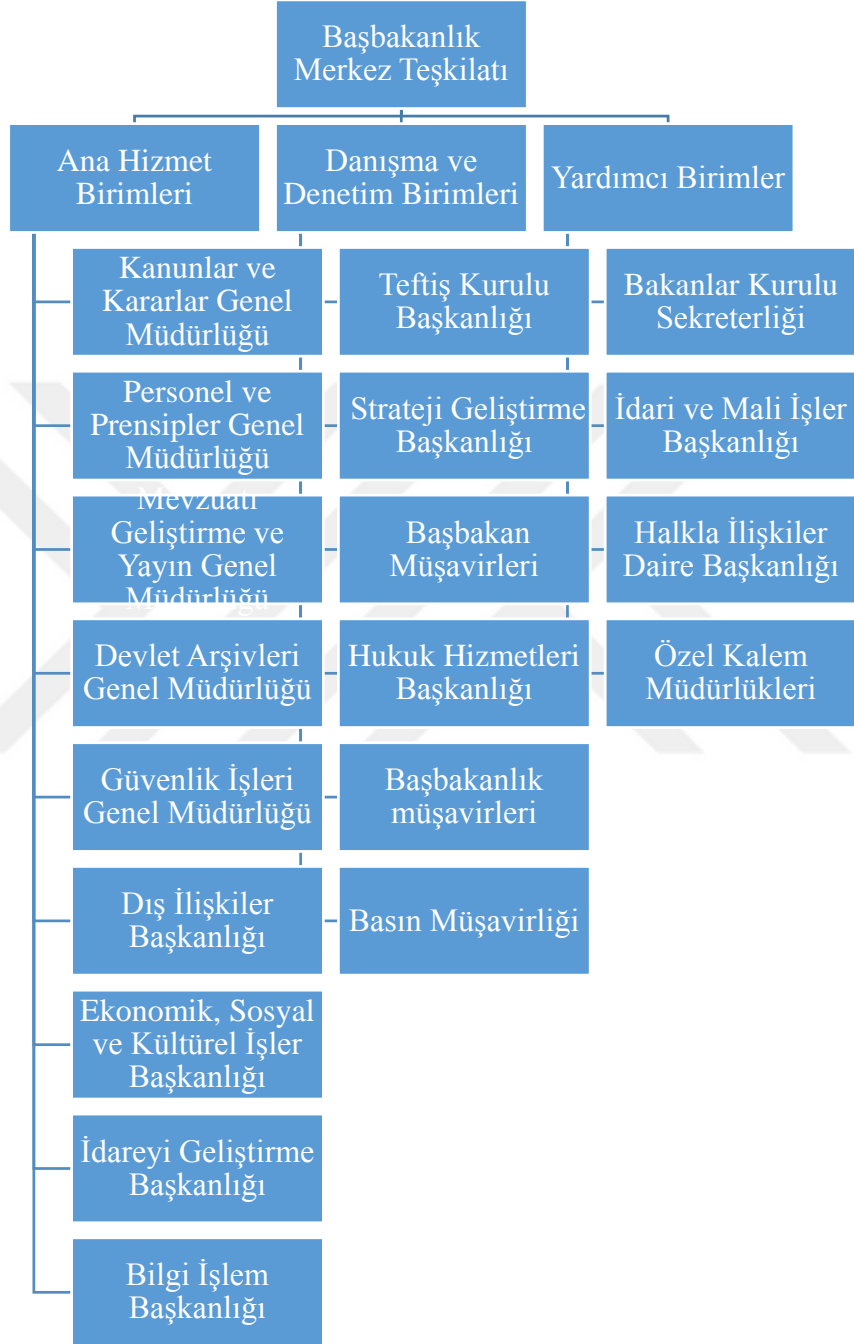 Başbakanlık
Merkez Teşkilatı
Ana Hizmet
Birimleri
Danışma ve
Denetim Birimleri
Yardımcı Birimler
Kanunlar ve
Kararlar Genel
Müdürlüğü
Teftiş Kurulu
Başkanlığı
Bakanlar Kurulu
Sekreterliği
Personel ve
Prensipler Genel
Müdürlüğü
Strateji Geliştirme
Başkanlığı
İdari ve Mali İşler
Başkanlığı
Mevzuatı
Geliştirme ve
Yayın Genel
Müdürlüğü
Başbakan
Müşavirleri
Halkla İlişkiler
Daire Başkanlığı
Devlet Arşivleri
Genel Müdürlüğü
Hukuk Hizmetleri
Başkanlığı
Özel Kalem
Müdürlükleri
Güvenlik İşleri
Genel Müdürlüğü
Başbakanlık
müşavirleri
Dış İlişkiler
Başkanlığı
Basın Müşavirliği
Ekonomik, Sosyal
ve Kültürel İşler
Başkanlığı
İdareyi Geliştirme
Başkanlığı
Bilgi İşlem
Başkanlığı